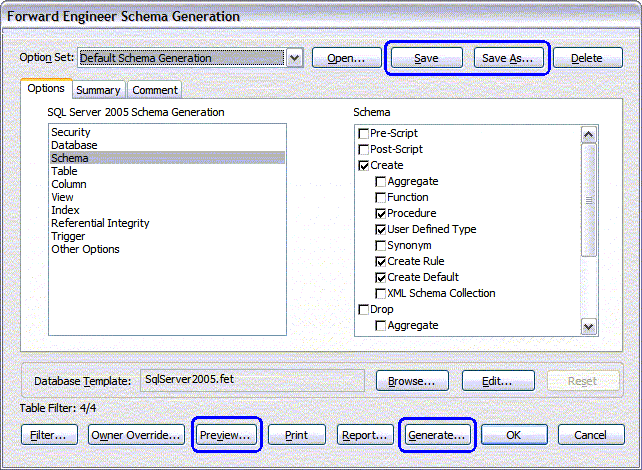 Forward Engineer Schema Generation
Option Set: Default Schema Generation Open... Save Save As... Delete
Options Summary Comment
SQL Server 2005 Schema Generation
Security
Database
Schema
Table
Column
View
Index
Referential Integrity
Trigger
Other Options
Schema
Pre-Script
Post-Script
Create
Aggregate
Function
Procedure
User Defined Type
Synonym
Create Rule
Create Default
XML Schema Collection
Drop
Aggregate
Database Template: SqlServer2005.fet Browse... Edit... Reset
Table Filter: 4/4
Filter... Owner Override... Preview... Print Report... Generate... OK Cancel